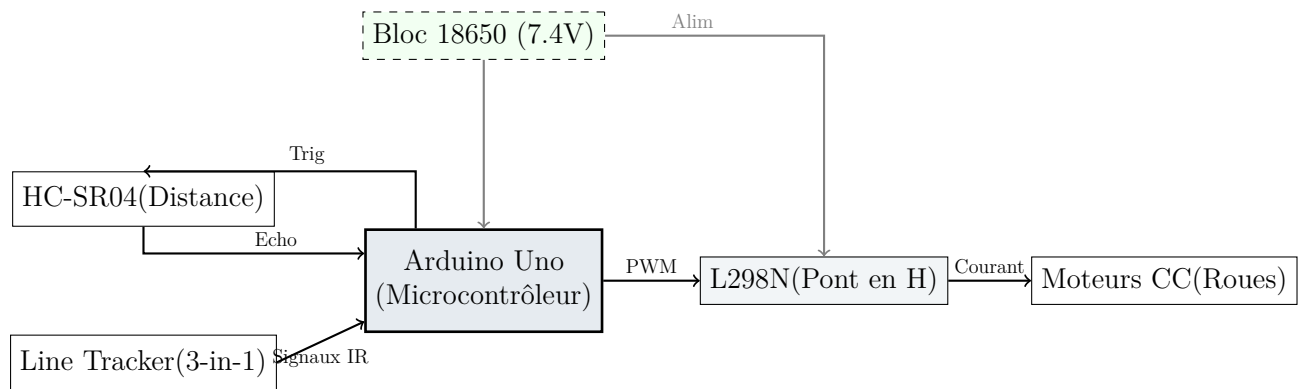 Bloc 18650 (7.4V)
Alim
Trig
HC-SR04(Distance)
Echo
Arduino Uno
(Microcontrôleur)
PWM
L298N(Pont en H)
Courant
Moteurs CC(Roues)
Line Tracker(3-in-1)
Signaux IR